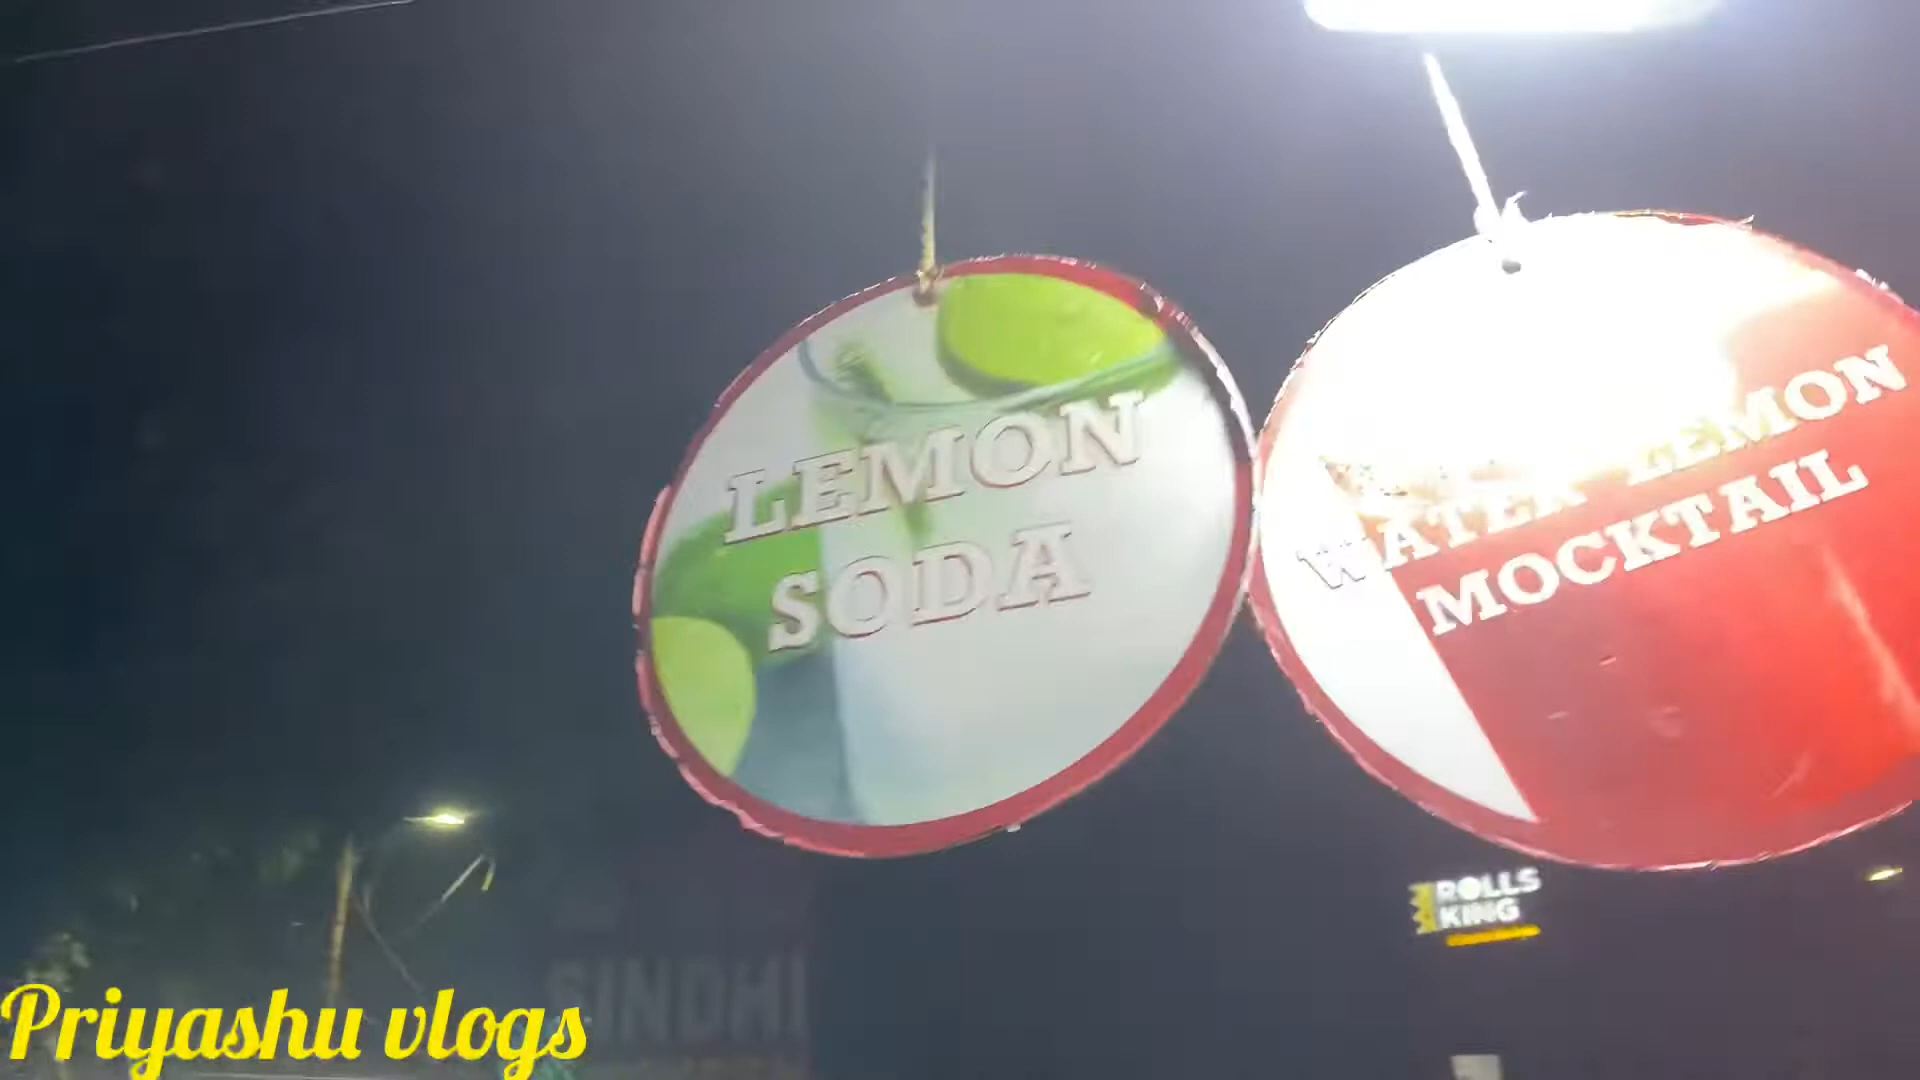 LEMON
SODA
WATER LEMON
MOCKTAIL
ROLLS
KING
SINDHI
Priyashu vlogs